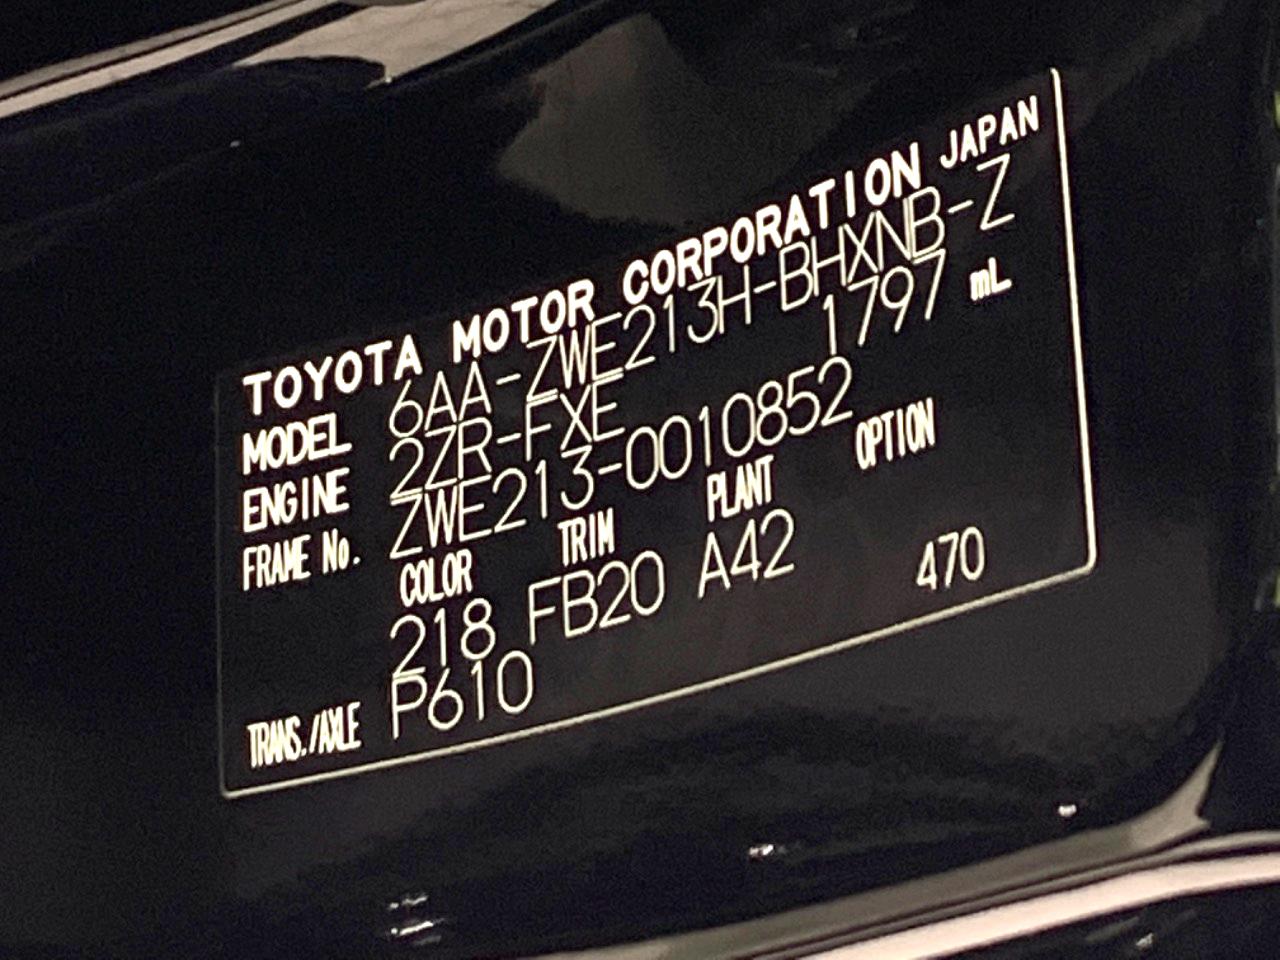 TOYOTA MOTOR CORPORATION JAPAN
MODEL 6AA-ZWE213H-BHXNB-Z
ENGINE 2ZR-FXE 1797 mL
FRAME No. ZWE213-0010852
COLOR TRIM PLANT OPTION
218 FB20 A42 470
TRANS./AXLE P610